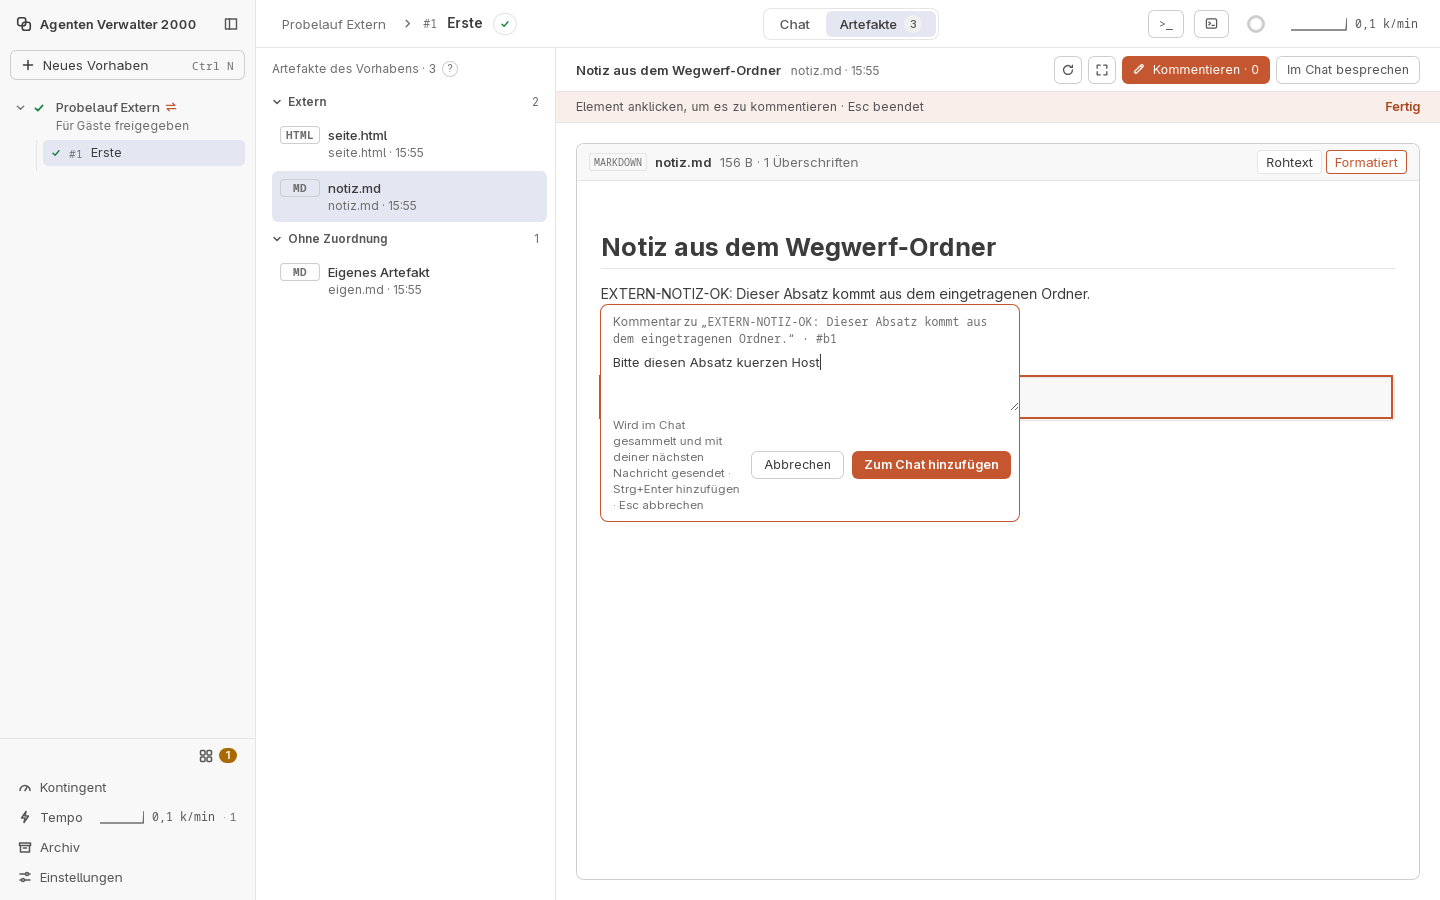 Agenten Verwalter 2000
Neues Vorhaben Ctrl N
Probelauf Extern
Für Gäste freigegeben
#1 Erste
1
Kontingent
Tempo 0,1 k/min · 1
Archiv
Einstellungen
Probelauf Extern #1 Erste
Chat Artefakte 3
>_ 0,1 k/min
Artefakte des Vorhabens · 3 ?
Extern 2
HTML seite.html
seite.html · 15:55
MD notiz.md
notiz.md · 15:55
Ohne Zuordnung 1
MD Eigenes Artefakt
eigen.md · 15:55
Notiz aus dem Wegwerf-Ordner notiz.md · 15:55
Kommentieren · 0 Im Chat besprechen
Element anklicken, um es zu kommentieren · Esc beendet Fertig
MARKDOWN notiz.md 156 B · 1 Überschriften Rohtext Formatiert
Notiz aus dem Wegwerf-Ordner
EXTERN-NOTIZ-OK: Dieser Absatz kommt aus dem eingetragenen Ordner.
Kommentar zu „EXTERN-NOTIZ-OK: Dieser Absatz kommt aus
dem eingetragenen Ordner.“ · #b1
Bitte diesen Absatz kuerzen Host
Wird im Chat
gesammelt und mit
deiner nächsten
Nachricht gesendet ·
Strg+Enter hinzufügen
· Esc abbrechen
Abbrechen Zum Chat hinzufügen